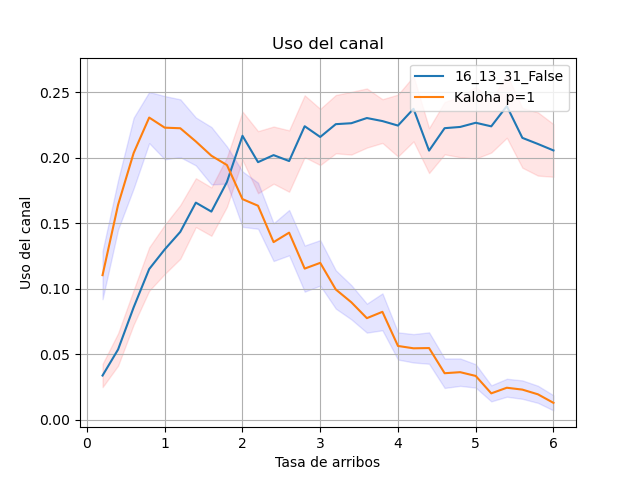 Uso del canal
16_13_31_False
Kaloha p=1
Uso del canal
0.25
0.20
0.15
0.10
0.05
0.00
0 1 2 3 4 5 6
Tasa de arribos